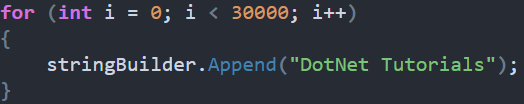 for (int i = 0; i < 30000; i++)
{
    stringBuilder.Append("DotNet Tutorials");
}